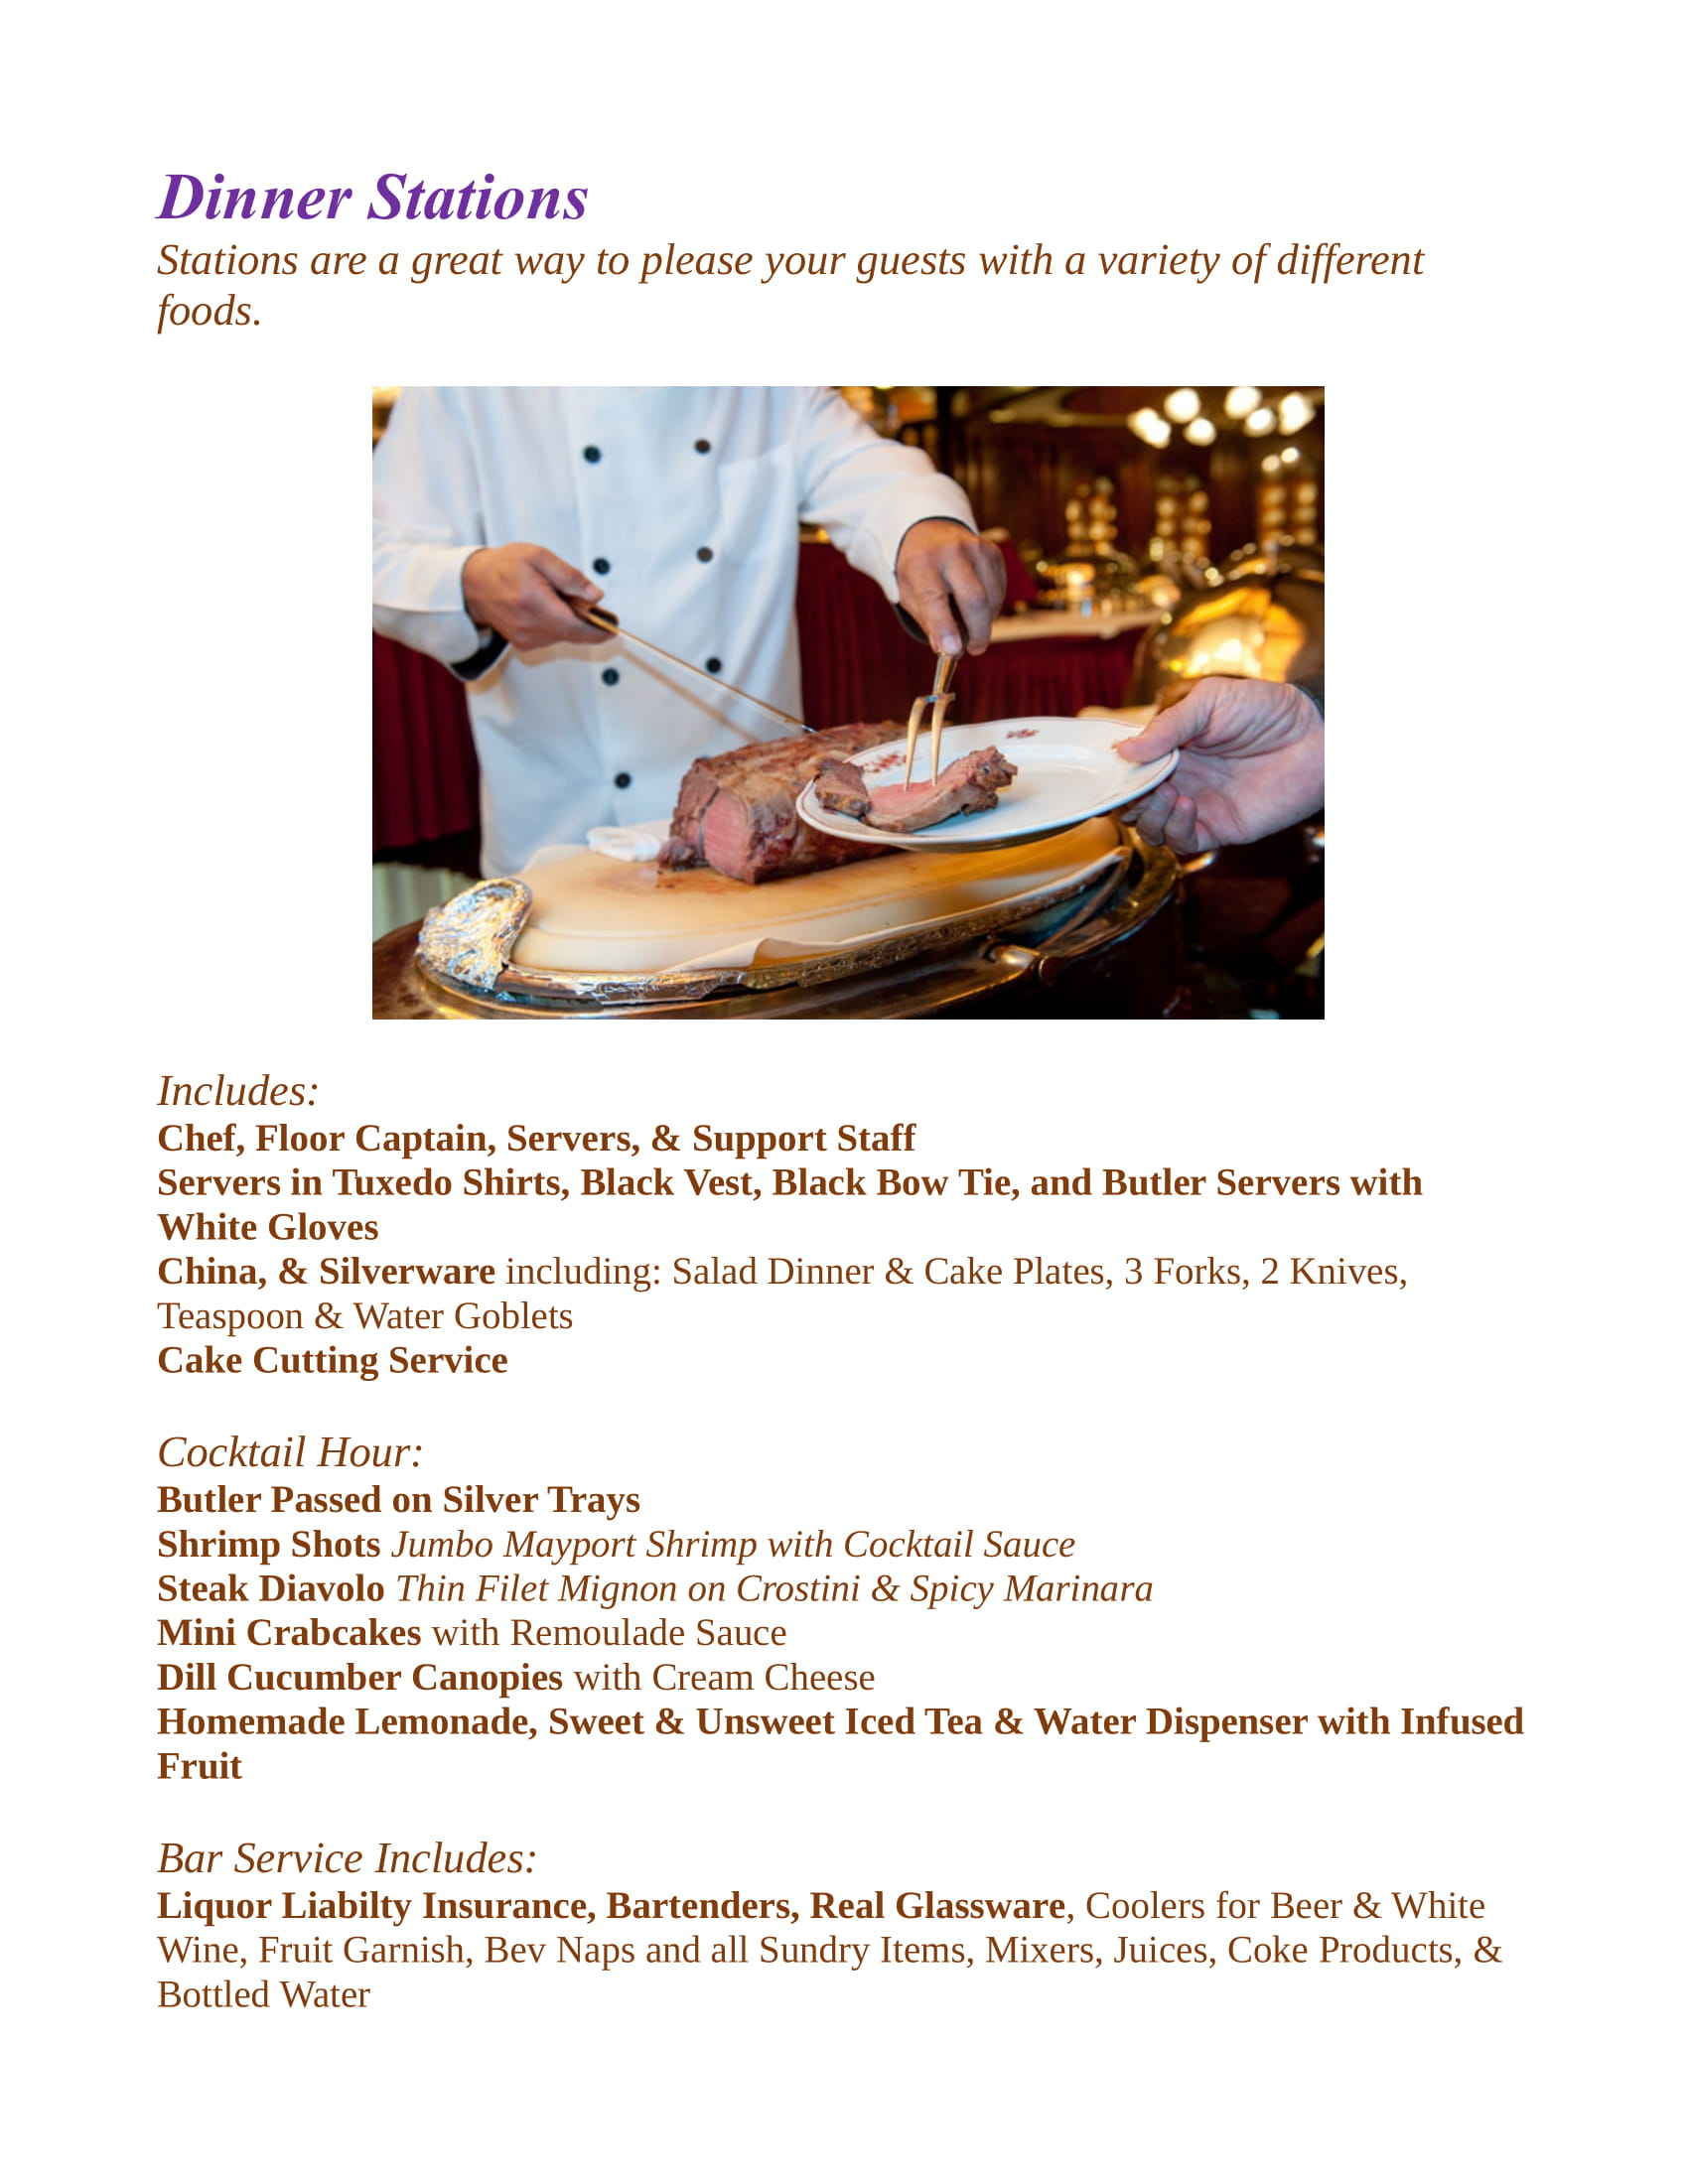 Dinner Stations
Stations are a great way to please your guests with a variety of different
foods.
Includes:
Chef, Floor Captain, Servers, & Support Staff
Servers in Tuxedo Shirts, Black Vest, Black Bow Tie, and Butler Servers with
White Gloves
China, & Silverware including: Salad Dinner & Cake Plates, 3 Forks, 2 Knives,
Teaspoon & Water Goblets
Cake Cutting Service
Cocktail Hour:
Butler Passed on Silver Trays
Shrimp Shots Jumbo Mayport Shrimp with Cocktail Sauce
Steak Diavolo Thin Filet Mignon on Crostini & Spicy Marinara
Mini Crabcakes with Remoulade Sauce
Dill Cucumber Canopies with Cream Cheese
Homemade Lemonade, Sweet & Unsweet Iced Tea & Water Dispenser with Infused
Fruit
Bar Service Includes:
Liquor Liabilty Insurance, Bartenders, Real Glassware, Coolers for Beer & White
Wine, Fruit Garnish, Bev Naps and all Sundry Items, Mixers, Juices, Coke Products, &
Bottled Water